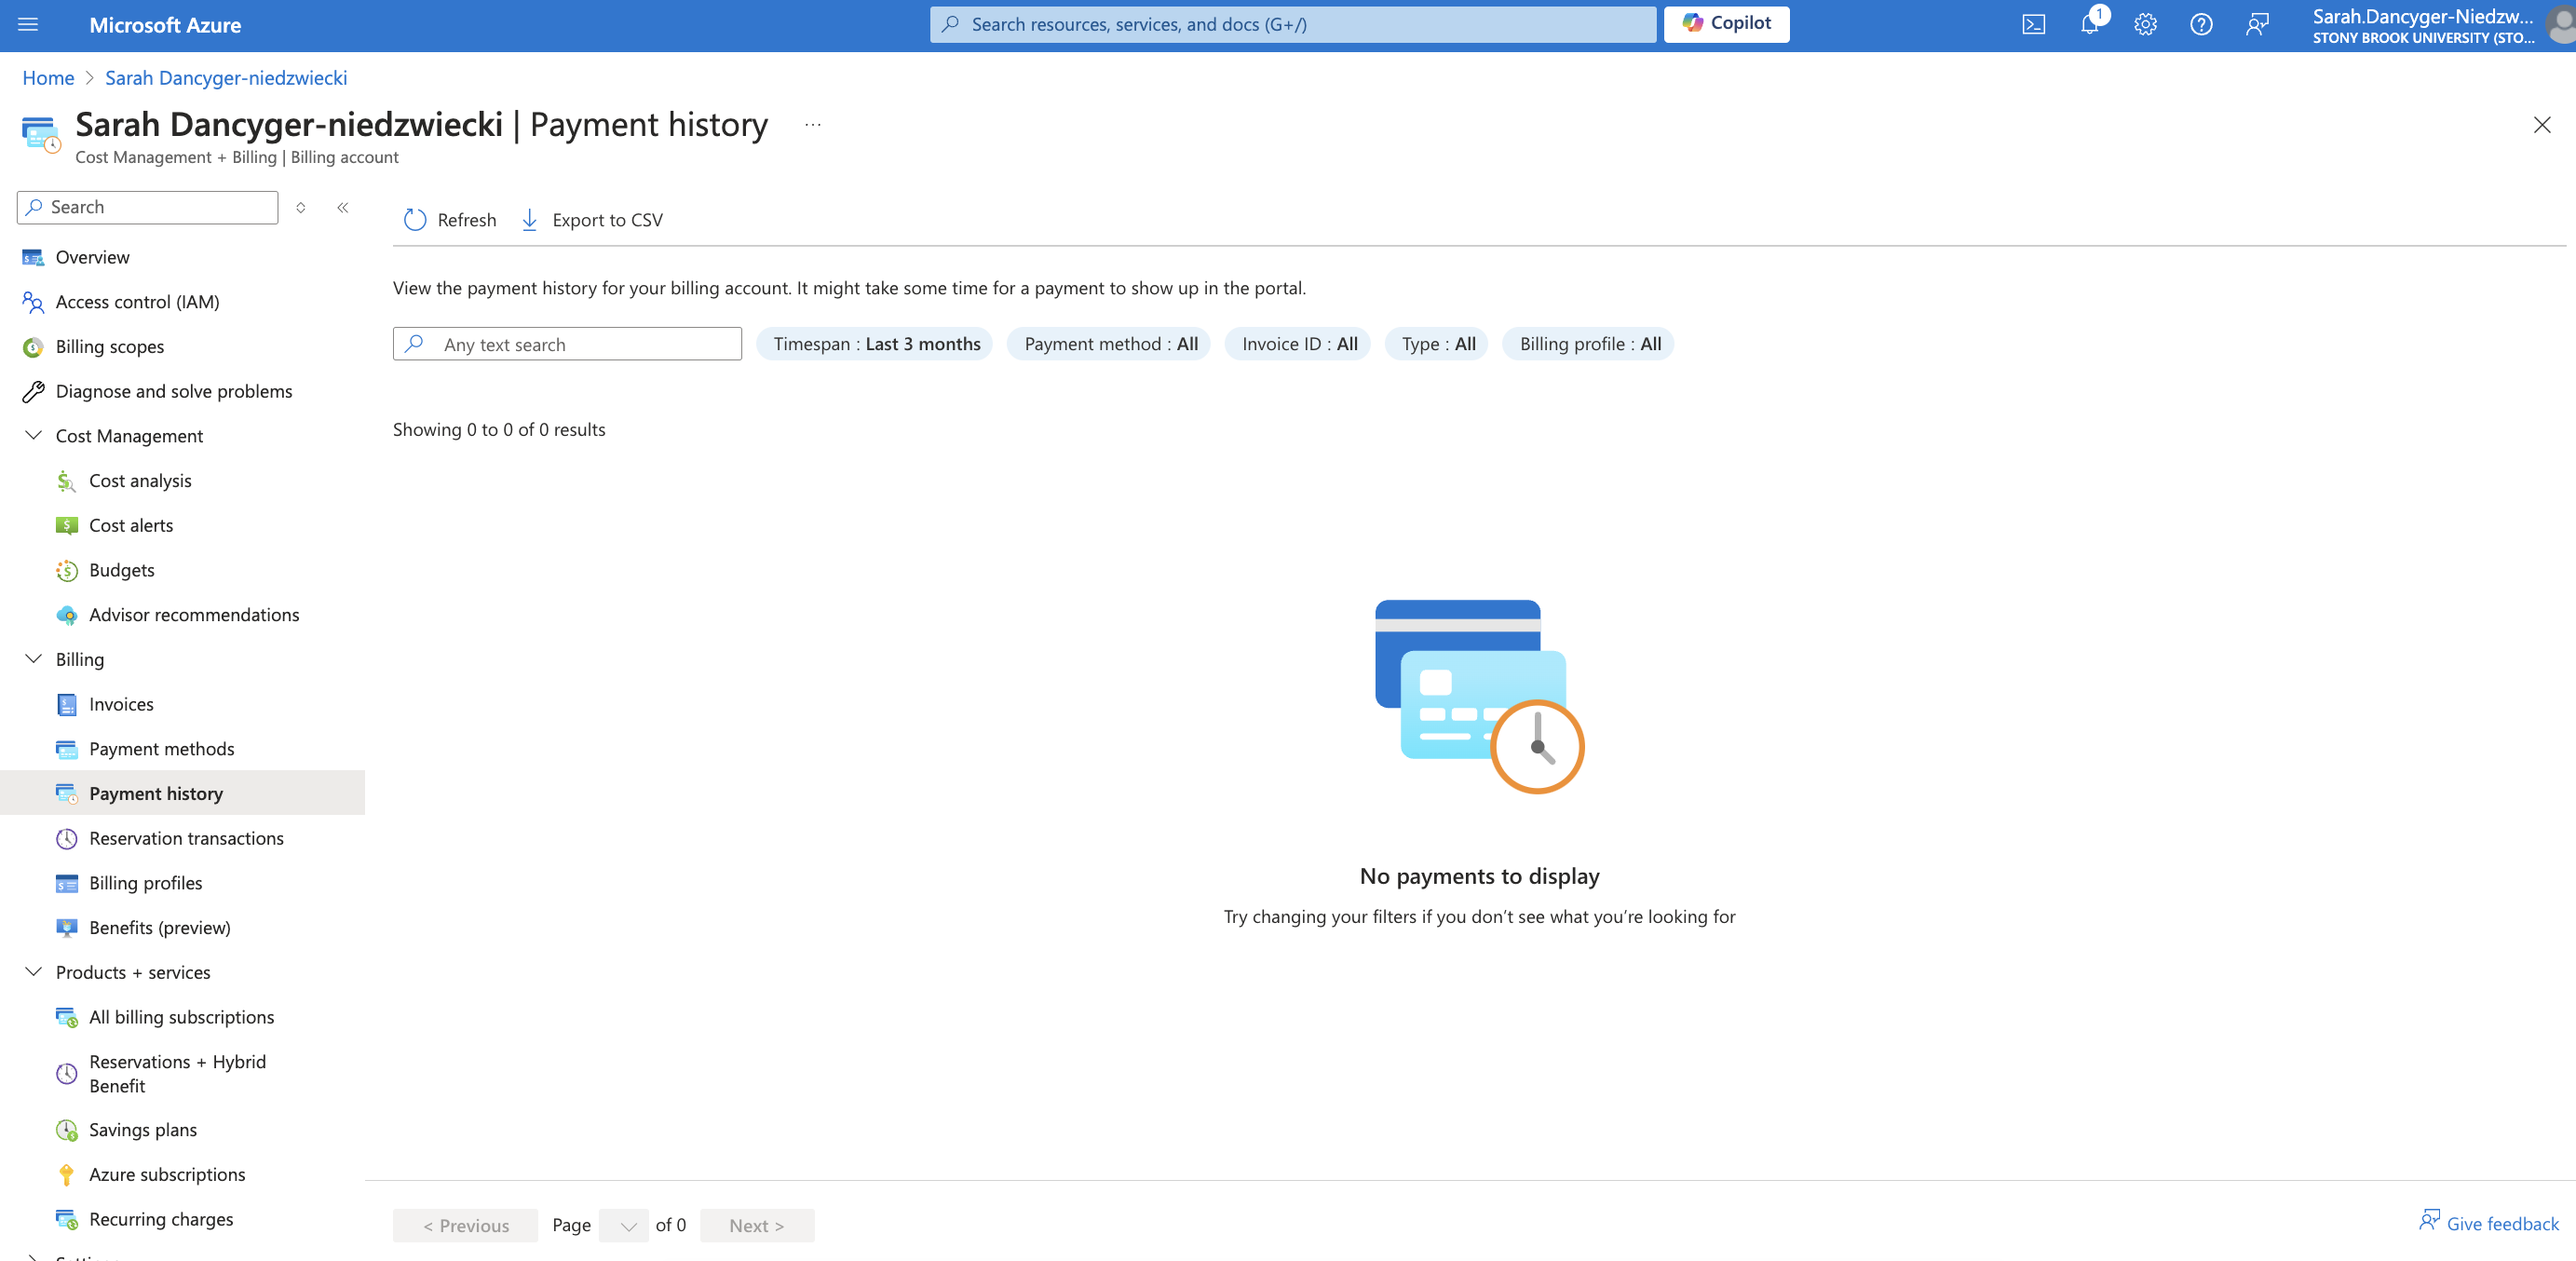 Microsoft Azure
Search resources, services, and docs (G+/)
Copilot
1
Sarah.Dancyger-Niedzw...
STONY BROOK UNIVERSITY (STO...
Home > Sarah Dancyger-niedzwiecki
Sarah Dancyger-niedzwiecki | Payment history ...
Cost Management + Billing | Billing account
Search
Overview
Access control (IAM)
Billing scopes
Diagnose and solve problems
Cost Management
Cost analysis
Cost alerts
Budgets
Advisor recommendations
Billing
Invoices
Payment methods
Payment history
Reservation transactions
Billing profiles
Benefits (preview)
Products + services
All billing subscriptions
Reservations + Hybrid
Benefit
Savings plans
Azure subscriptions
Recurring charges
Refresh
Export to CSV
View the payment history for your billing account. It might take some time for a payment to show up in the portal.
Any text search
Timespan : Last 3 months
Payment method : All
Invoice ID : All
Type : All
Billing profile : All
Showing 0 to 0 of 0 results
No payments to display
Try changing your filters if you don't see what you're looking for
< Previous
Page
of 0
Next >
Give feedback